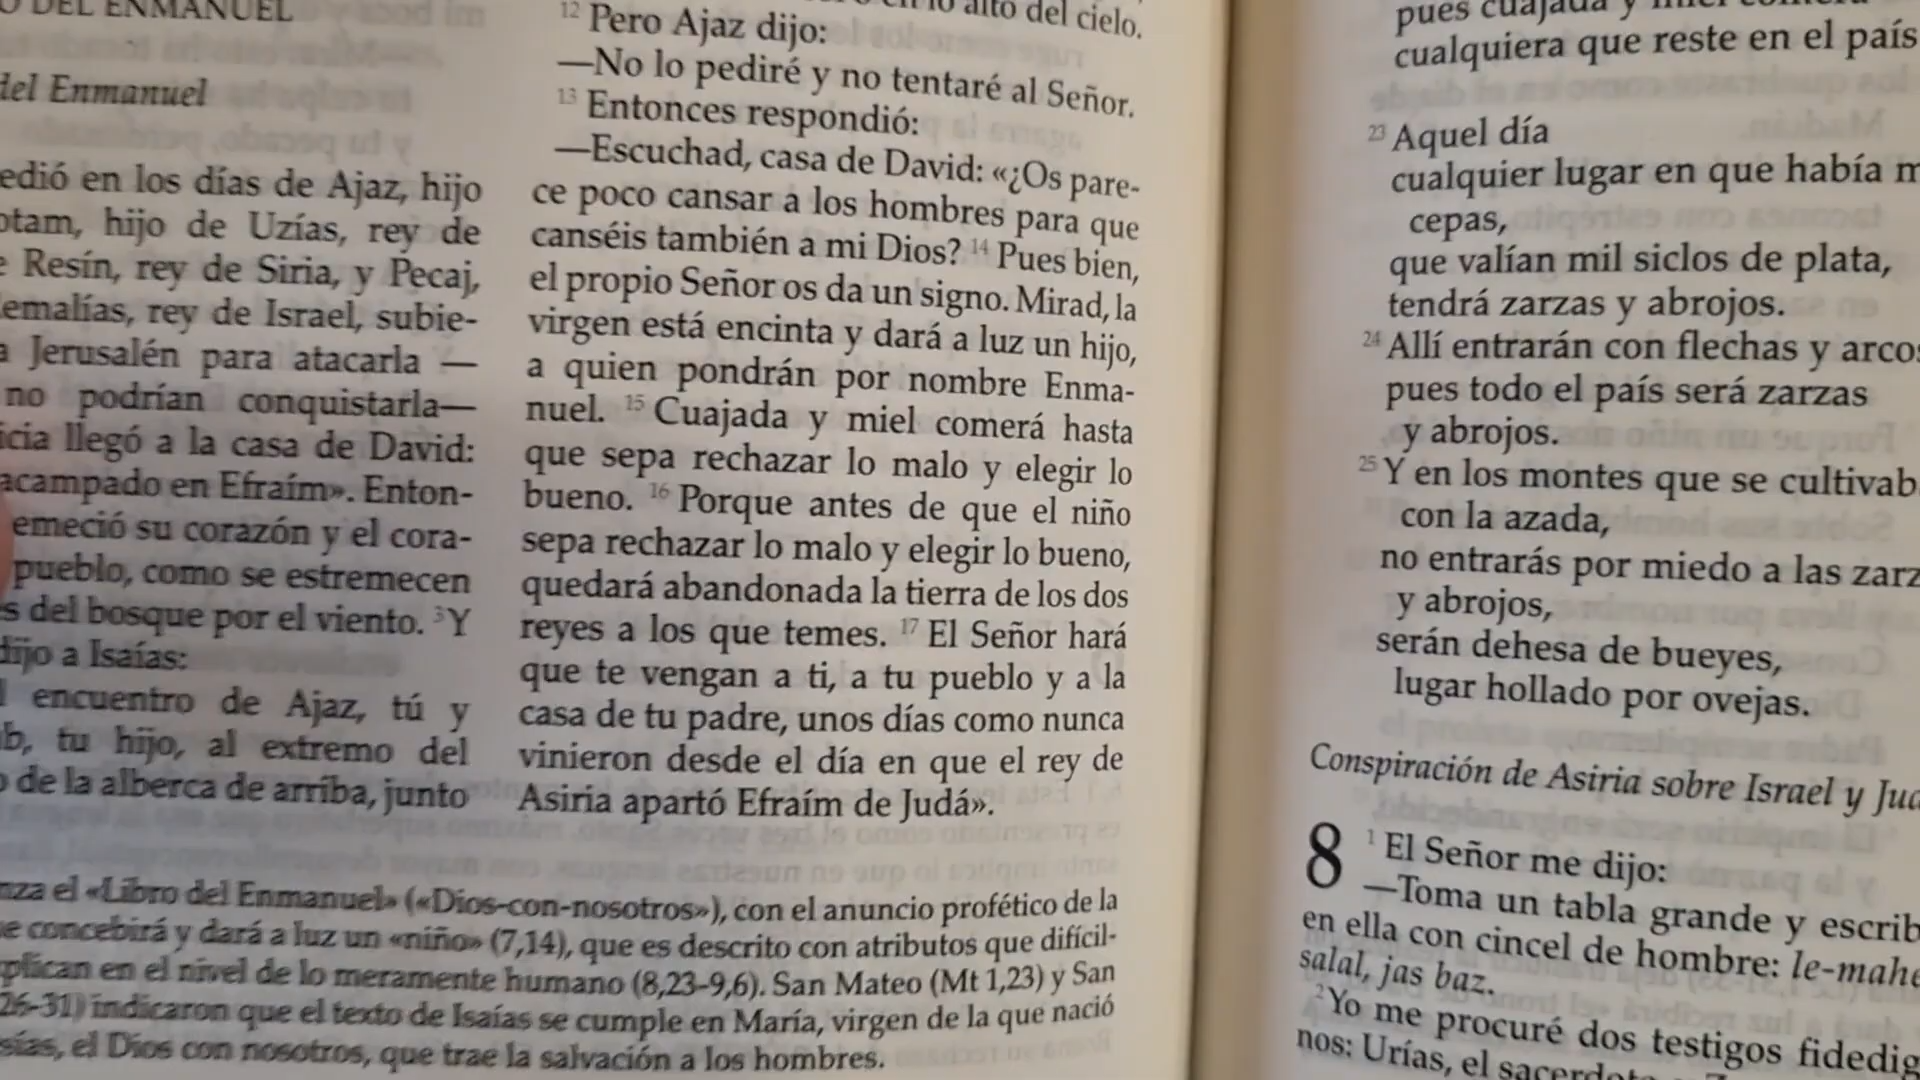 DEL ENMANUEL
del Enmanuel
edió en los días de Ajaz, hijo
otam, hijo de Uzías, rey de
e Resín, rey de Siria, y Pecaj,
emalías, rey de Israel, subie-
a Jerusalén para atacarla —
no podrían conquistarla—
icia llegó a la casa de David:
acampado en Efraím». Enton-
emeció su corazón y el cora-
pueblo, como se estremecen
s del bosque por el viento. 3 Y
dijo a Isaías:
l encuentro de Ajaz, tú y
b, tu hijo, al extremo del
o de la alberca de arriba, junto
lo alto del cielo.
12 Pero Ajaz dijo:
—No lo pediré y no tentaré al Señor.
13 Entonces respondió:
—Escuchad, casa de David: «¿Os pare-
ce poco cansar a los hombres para que
canséis también a mi Dios? 14 Pues bien,
el propio Señor os da un signo. Mirad, la
virgen está encinta y dará a luz un hijo,
a quien pondrán por nombre Enma-
nuel. 15 Cuajada y miel comerá hasta
que sepa rechazar lo malo y elegir lo
bueno. 16 Porque antes de que el niño
sepa rechazar lo malo y elegir lo bueno,
quedará abandonada la tierra de los dos
reyes a los que temes. 17 El Señor hará
que te vengan a ti, a tu pueblo y a la
casa de tu padre, unos días como nunca
vinieron desde el día en que el rey de
Asiria apartó Efraím de Judá».
nza el «Libro del Enmanuel» («Dios-con-nosotros»), con el anuncio profético de la
e concebirá y dará a luz un «niño» (7,14), que es descrito con atributos que difícil-
plican en el nivel de lo meramente humano (8,23-9,6). San Mateo (Mt 1,23) y San
26-31) indicaron que el texto de Isaías se cumple en María, virgen de la que nació
sías, el Dios con nosotros, que trae la salvación a los hombres.
pues cuajada y miel
cualquiera que reste en el país
23 Aquel día
cualquier lugar en que había m
cepas,
que valían mil siclos de plata,
tendrá zarzas y abrojos.
24 Allí entrarán con flechas y arcos
pues todo el país será zarzas
y abrojos.
25 Y en los montes que se cultivab
con la azada,
no entrarás por miedo a las zarz
y abrojos,
serán dehesa de bueyes,
lugar hollado por ovejas.
Conspiración de Asiria sobre Israel y Jud
8 1 El Señor me dijo:
—Toma un tabla grande y escrib
en ella con cincel de hombre: le-mahe
salal, jas baz.
2 Yo me procuré dos testigos fidedig
nos: Urías, el sacerdote